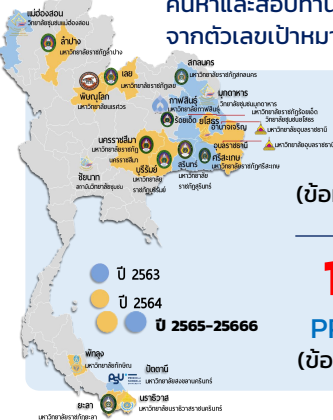 ค้นหาและสอบทาน
จากตัวเลขเป้าหมา
แม่ฮ่องสอน
วิทยาลัยชุมชนแม่ฮ่องสอน
ลำปาง
มหาวิทยาลัยราชภัฏลำปาง
เลย
มหาวิทยาลัยราชภัฏเลย
สกลนคร
มหาวิทยาลัยราชภัฏสกลนคร
พิษณุโลก
มหาวิทยาลัยนเรศวร
กาฬสินธุ์
มหาวิทยาลัยกาฬสินธุ์
มุกดาหาร
วิทยาลัยชุมชนมุกดาหาร
ร้อยเอ็ด
มหาวิทยาลัยราชภัฏร้อยเอ็ด
ยโสธร
วิทยาลัยชุมชนยโสธร
อำนาจเจริญ
มหาวิทยาลัยอุบลราชธานี
นครราชสีมา
มหาวิทยาลัยราชภัฏ
นครราชสีมา
อุบลราชธานี
มหาวิทยาลัยอุบลราชธานี
ชัยนาท
สถาบันวิทยาลัยชุมชน
บุรีรัมย์
มหาวิทยาลัย
ราชภัฏบุรีรัมย์
สุรินทร์
มหาวิทยาลัย
ราชภัฏสุรินทร์
ศรีสะเกษ
มหาวิทยาลัยราชภัฏศรีสะเกษ
(ข้อ
1
PP
(ข้อ
ปี 2563
ปี 2564
ปี 2565-25666
พัทลุง
มหาวิทยาลัยทักษิณ
PSU
ปัตตานี
มหาวิทยาลัยสงขลานครินทร์
ยะลา
มหาวิทยาลัยราชภัฏยะลา
นราธิวาส
มหาวิทยาลัยนราธิวาสราชนครินทร์